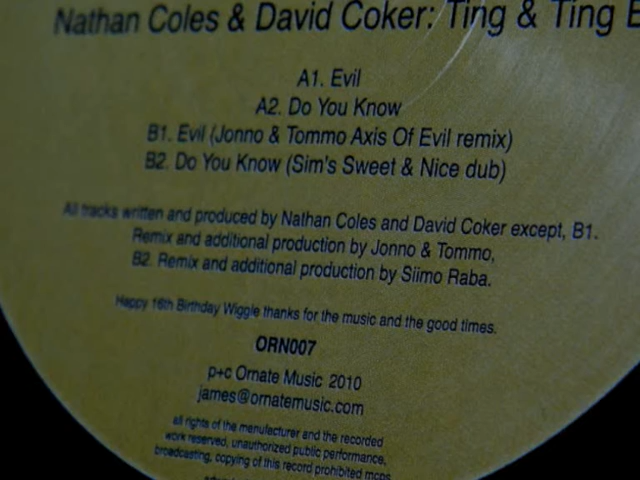 Nathan Coles & David Coker: Ting & Ting E
A1. Evil
A2. Do You Know
B1. Evil (Jonno & Tommo Axis Of Evil remix)
B2. Do You Know (Sim's Sweet & Nice dub)
All tracks written and produced by Nathan Coles and David Coker except, B1.
Remix and additional production by Jonno & Tommo,
B2. Remix and additional production by Siimo Raba.
Happy 16th Birthday Wiggle thanks for the music and the good times.
ORN007
p+c Ornate Music 2010
james@ornatemusic.com
all rights of the manufacturer and the recorded
work reserved, unauthorized public performance,
broadcasting, copying of this record prohibited mcps